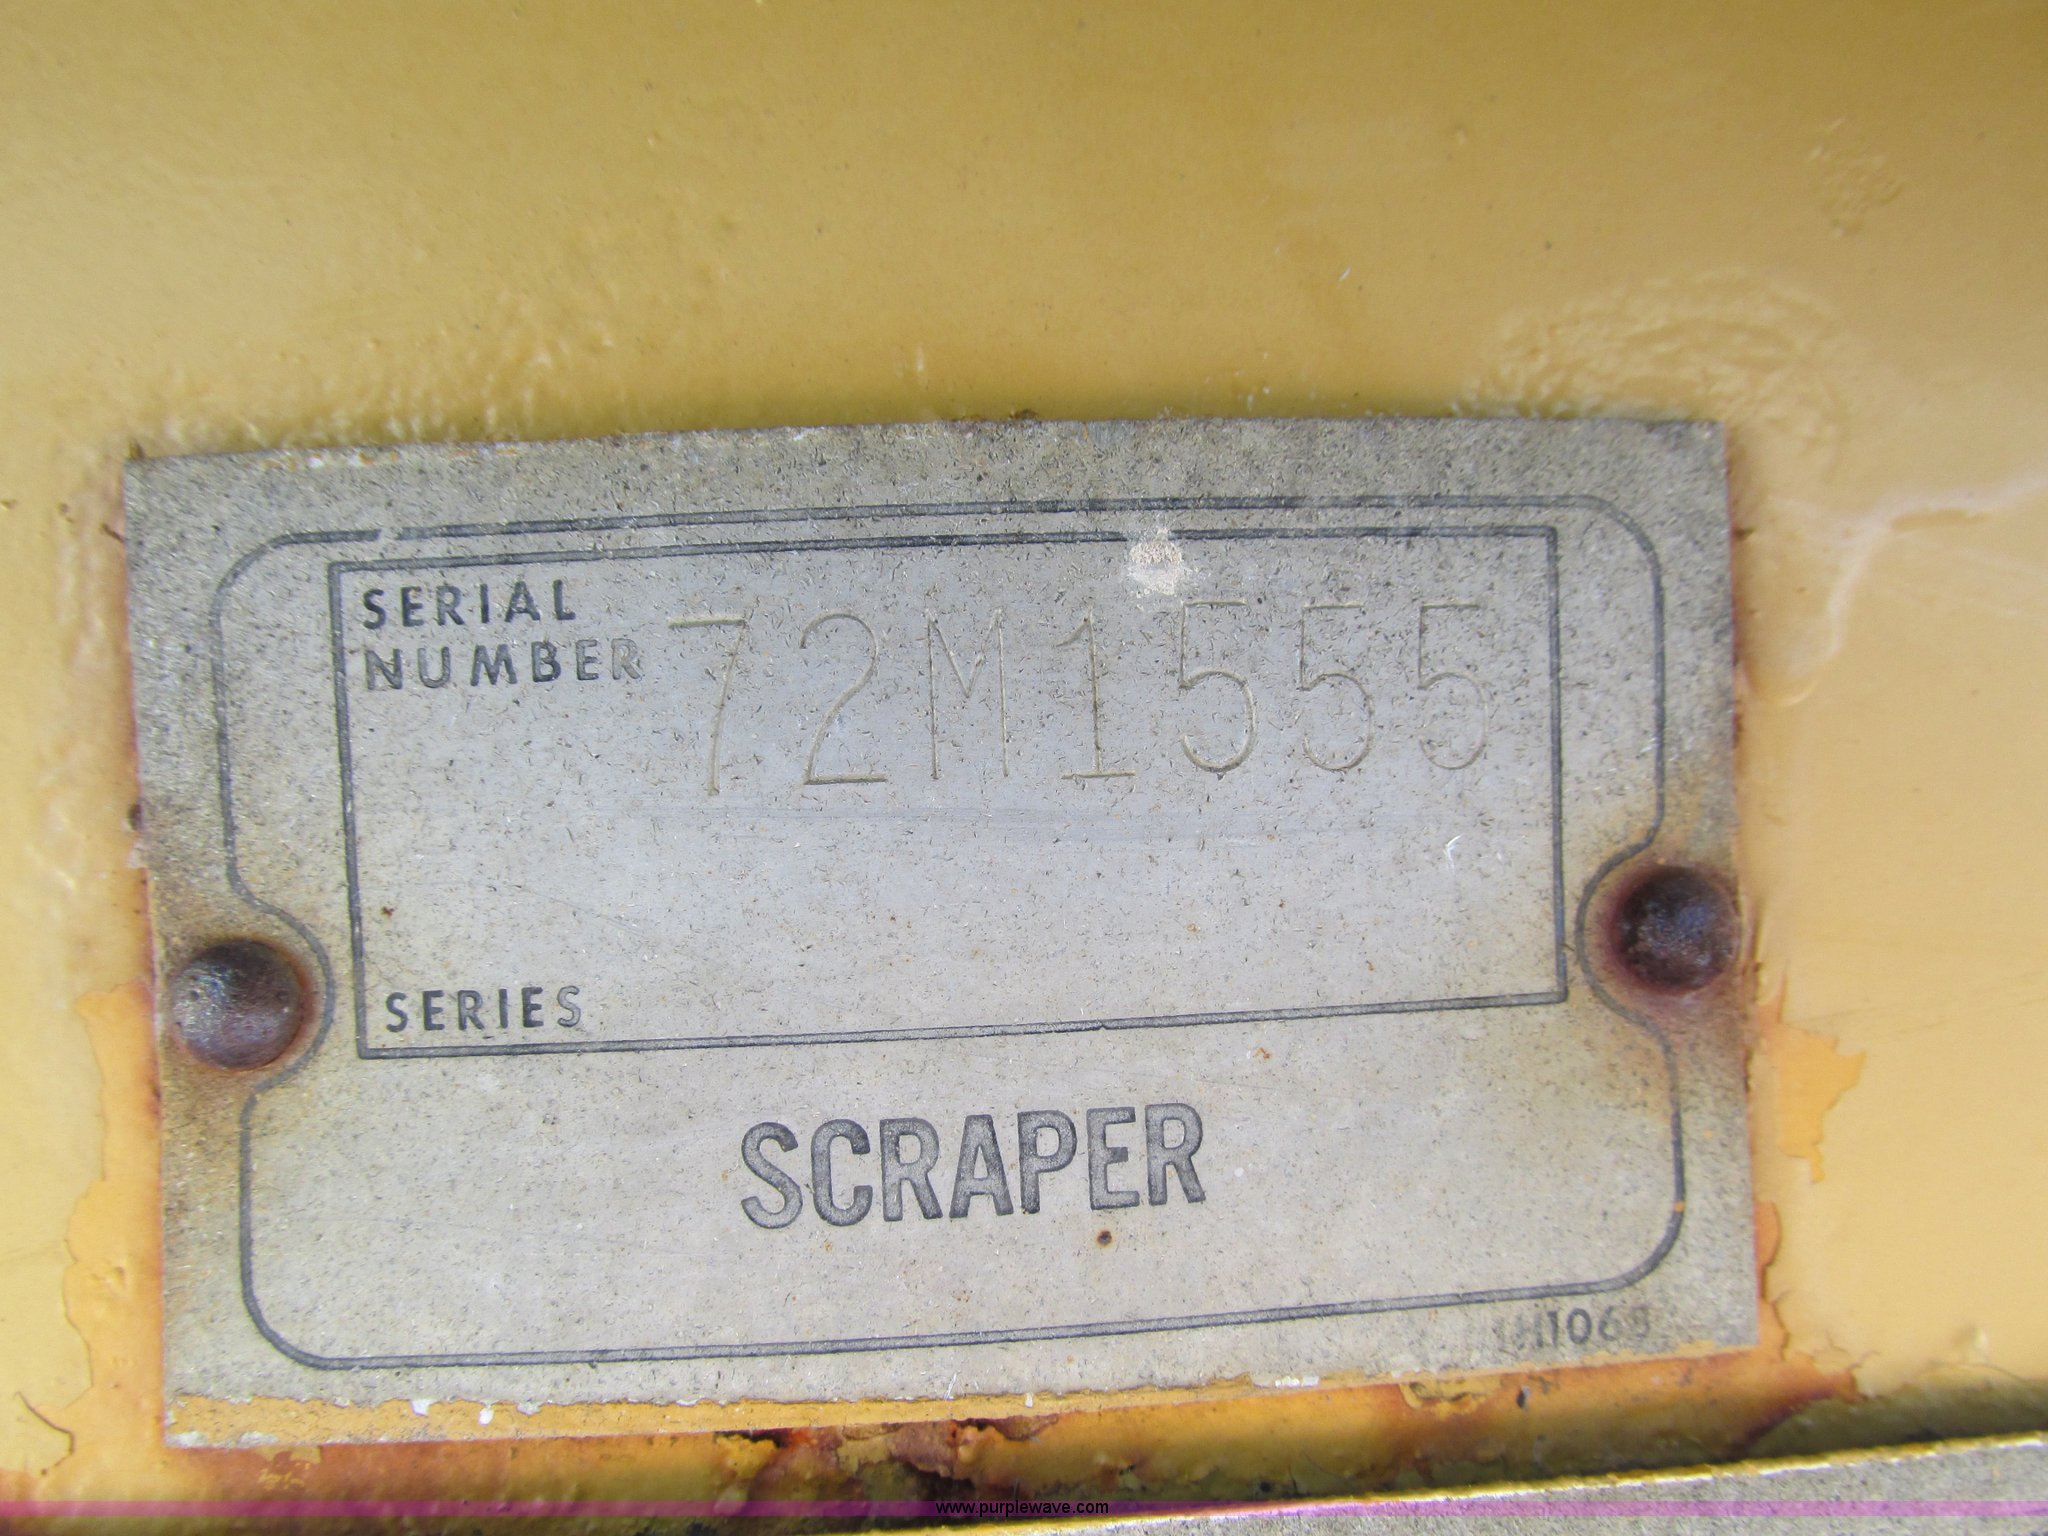 SERIAL
NUMBER 72M1555
SERIES
SCRAPER
www.purplewave.com